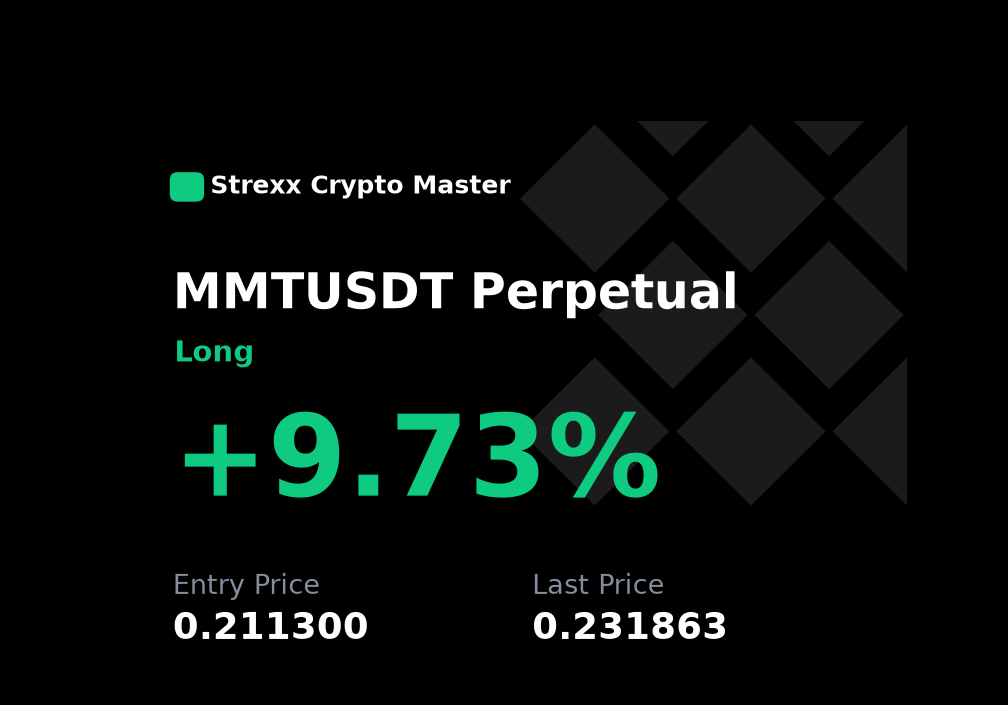 Strexx Crypto Master
MMTUSDT Perpetual
Long
+9.73%
Entry Price Last Price
0.211300 0.231863